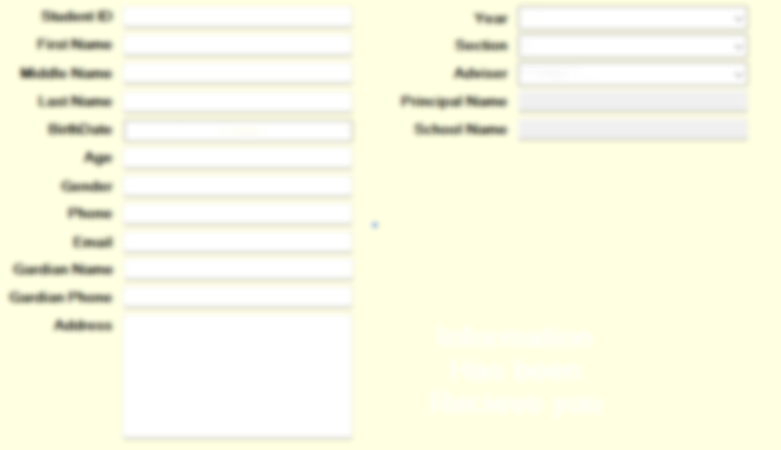 Student ID
First Name
Middle Name
Last Name
BirthDate
Age
Gender
Phone
Email
Gardian Name
Gardian Phone
Address
Year
Section
Adviser
Principal Name
School Name
Information
Has been